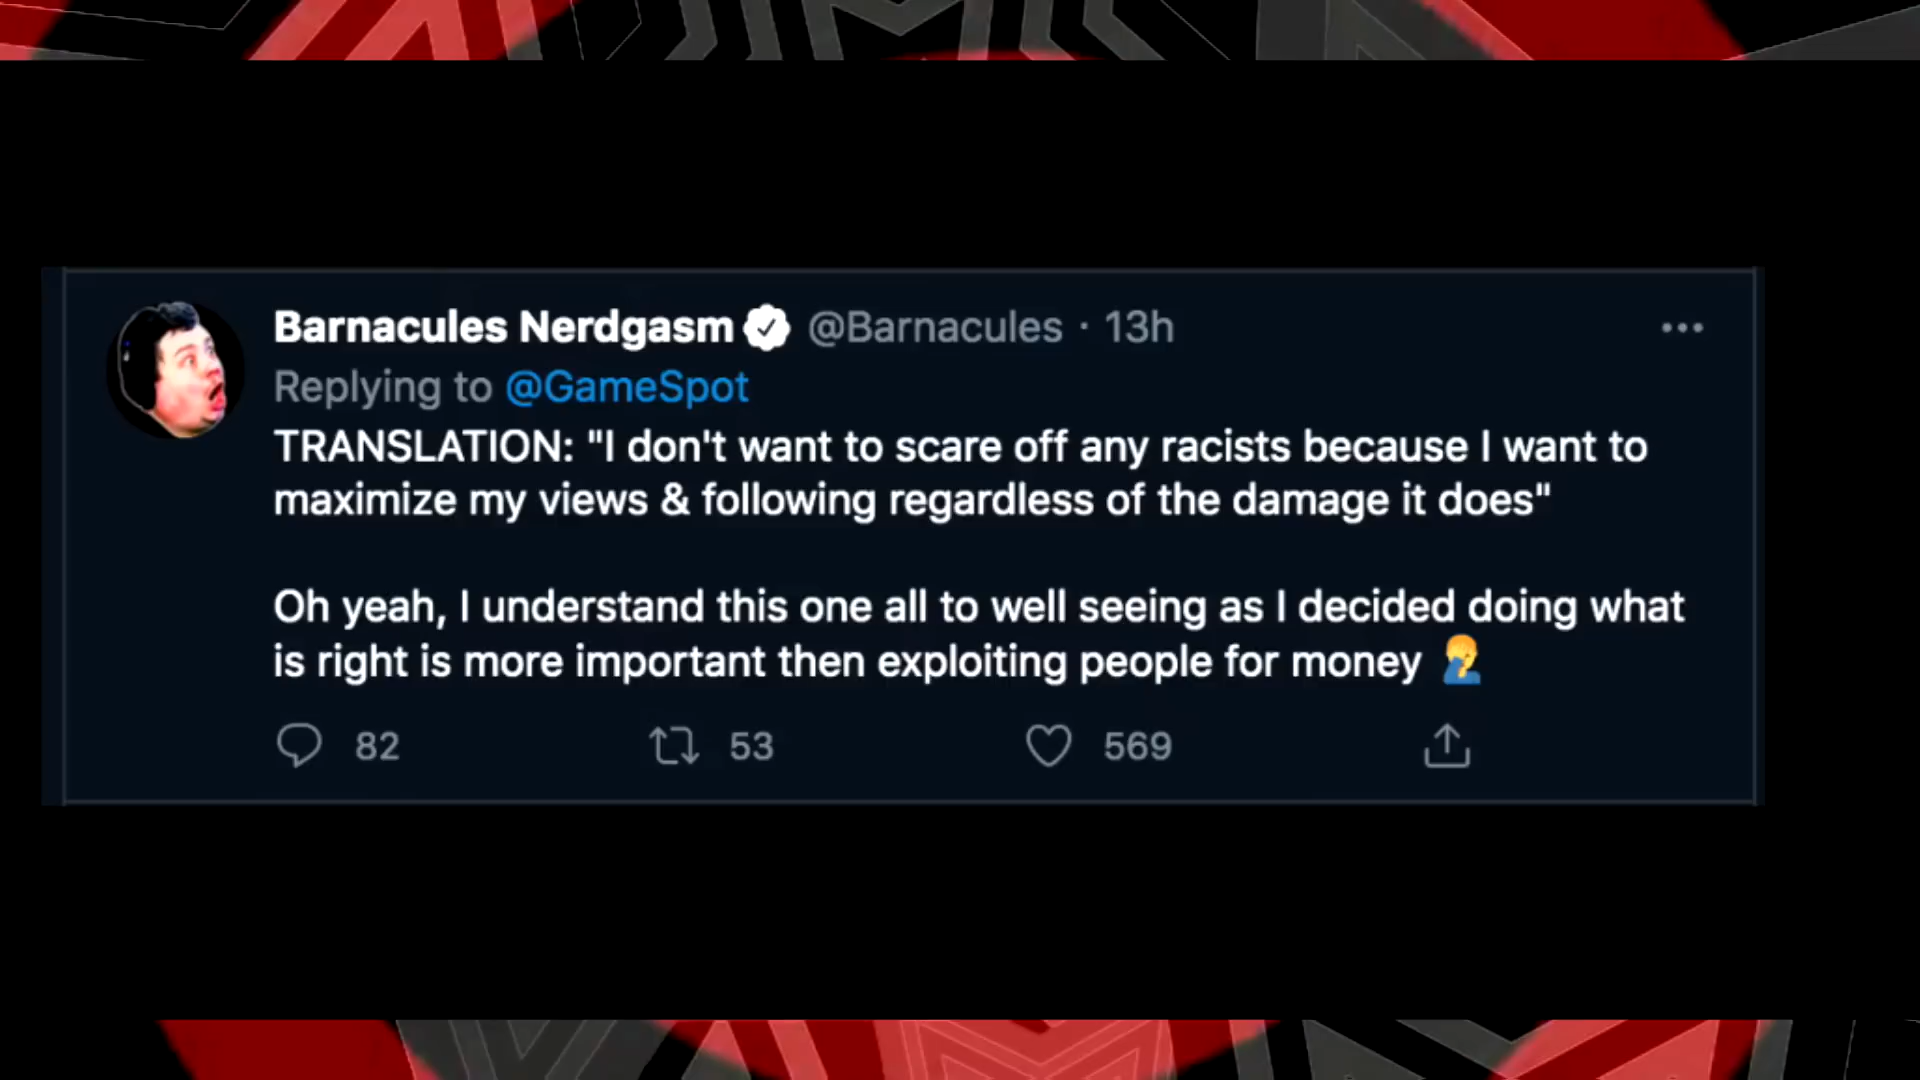 Barnacules Nerdgasm @Barnacules · 13h
Replying to @GameSpot
TRANSLATION: "I don't want to scare off any racists because I want to
maximize my views & following regardless of the damage it does"
Oh yeah, I understand this one all to well seeing as I decided doing what
is right is more important then exploiting people for money 🤦‍♂️
82 53 569